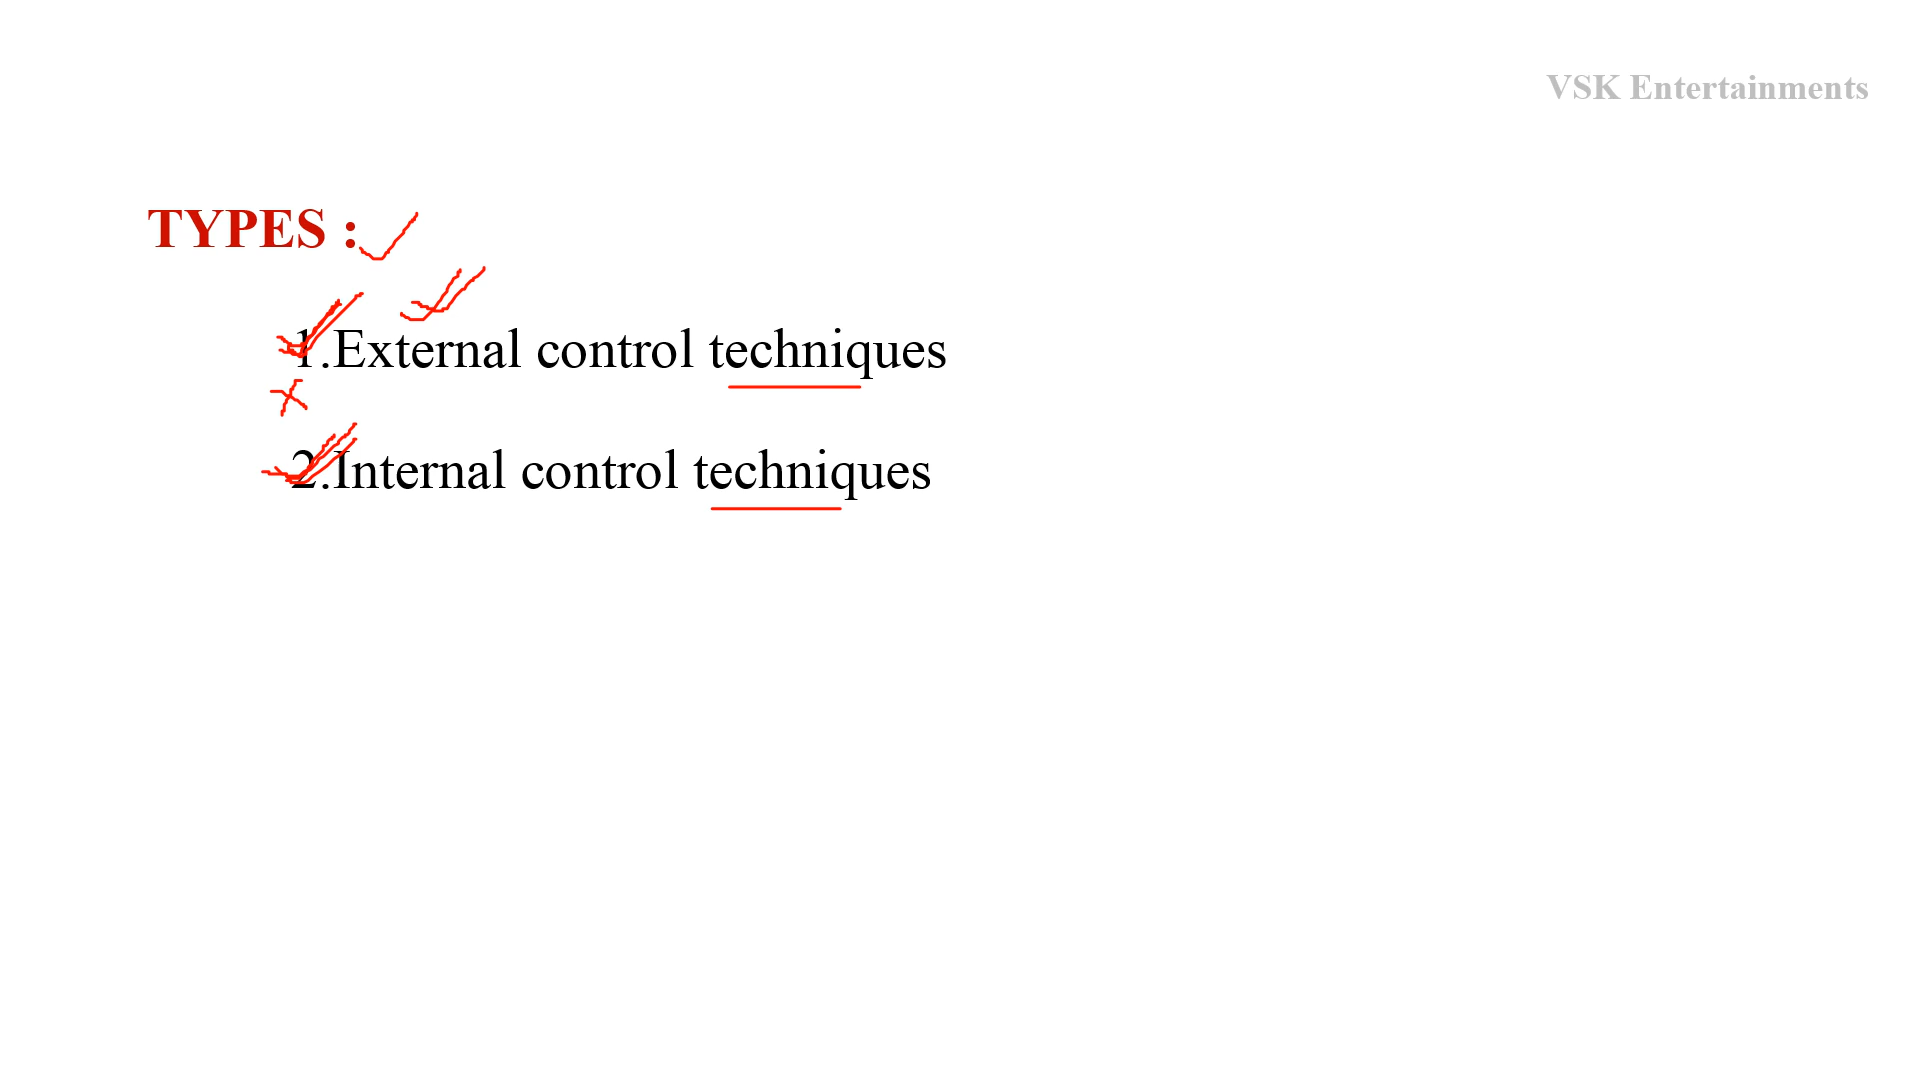 VSK Entertainments
TYPES :
1.External control techniques
2.Internal control techniques